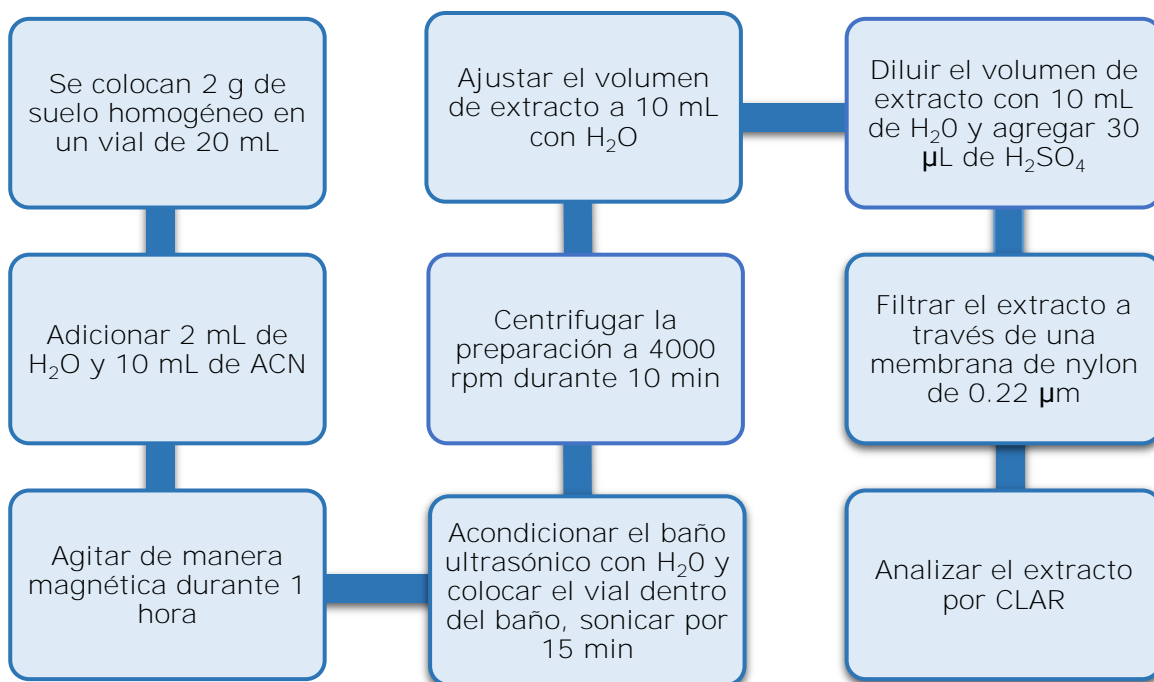 Se colocan 2 g de
suelo homogéneo en
un vial de 20 mL
Adicionar 2 mL de
H₂O y 10 mL de ACN
Agitar de manera
magnética durante 1
hora
Acondicionar el baño
ultrasónico con H₂0 y
colocar el vial dentro
del baño, sonicar por
15 min
Centrifugar la
preparación a 4000
rpm durante 10 min
Ajustar el volumen
de extracto a 10 mL
con H₂O
Diluir el volumen de
extracto con 10 mL
de H₂0 y agregar 30
µL de H₂SO₄
Filtrar el extracto a
través de una
membrana de nylon
de 0.22 µm
Analizar el extracto
por CLAR